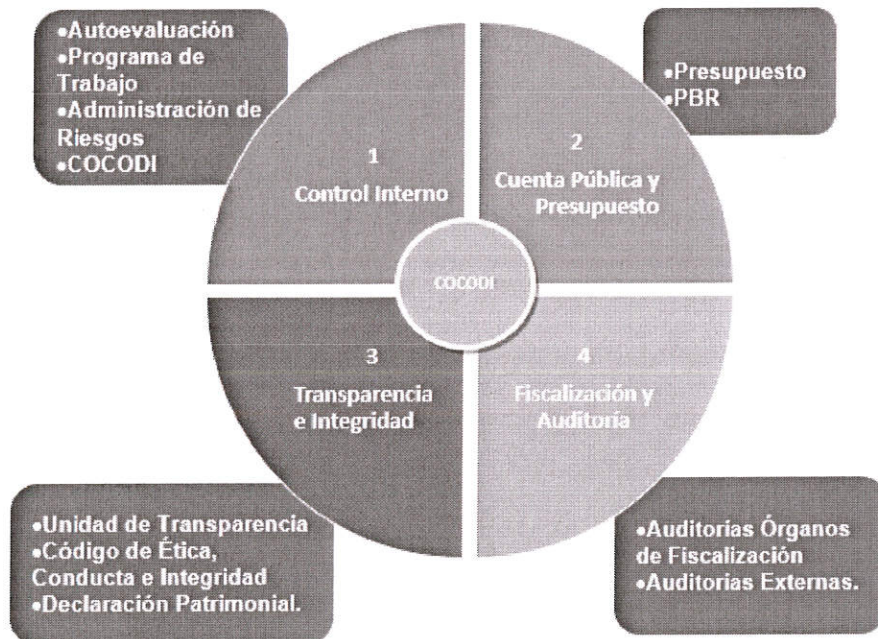 •Autoevaluación
•Programa de
Trabajo
•Administración de
Riesgos
•COCODI
•Presupuesto
•PBR
1
Control Interno
2
Cuenta Pública y
Presupuesto
COCODI
3
Transparencia
e Integridad
4
Fiscalización y
Auditoría
•Unidad de Transparencia
•Código de Ética,
Conducta e Integridad
•Declaración Patrimonial.
•Auditorias Órganos
de Fiscalización
•Auditorias Externas.